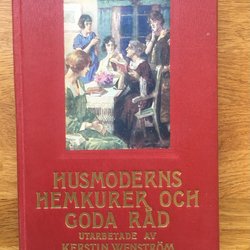 HUSMODERNS
HEMKURER OCH
GODA RÅD
UTARBETADE AV
KERSTIN WENSTRÖM